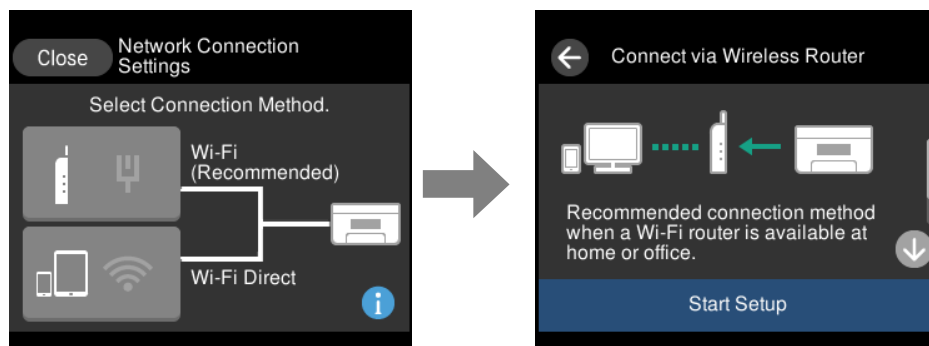 Close
Network Connection
Settings
Select Connection Method.
Wi-Fi
(Recommended)
Wi-Fi Direct
i
Connect via Wireless Router
Recommended connection method
when a Wi-Fi router is available at
home or office.
Start Setup